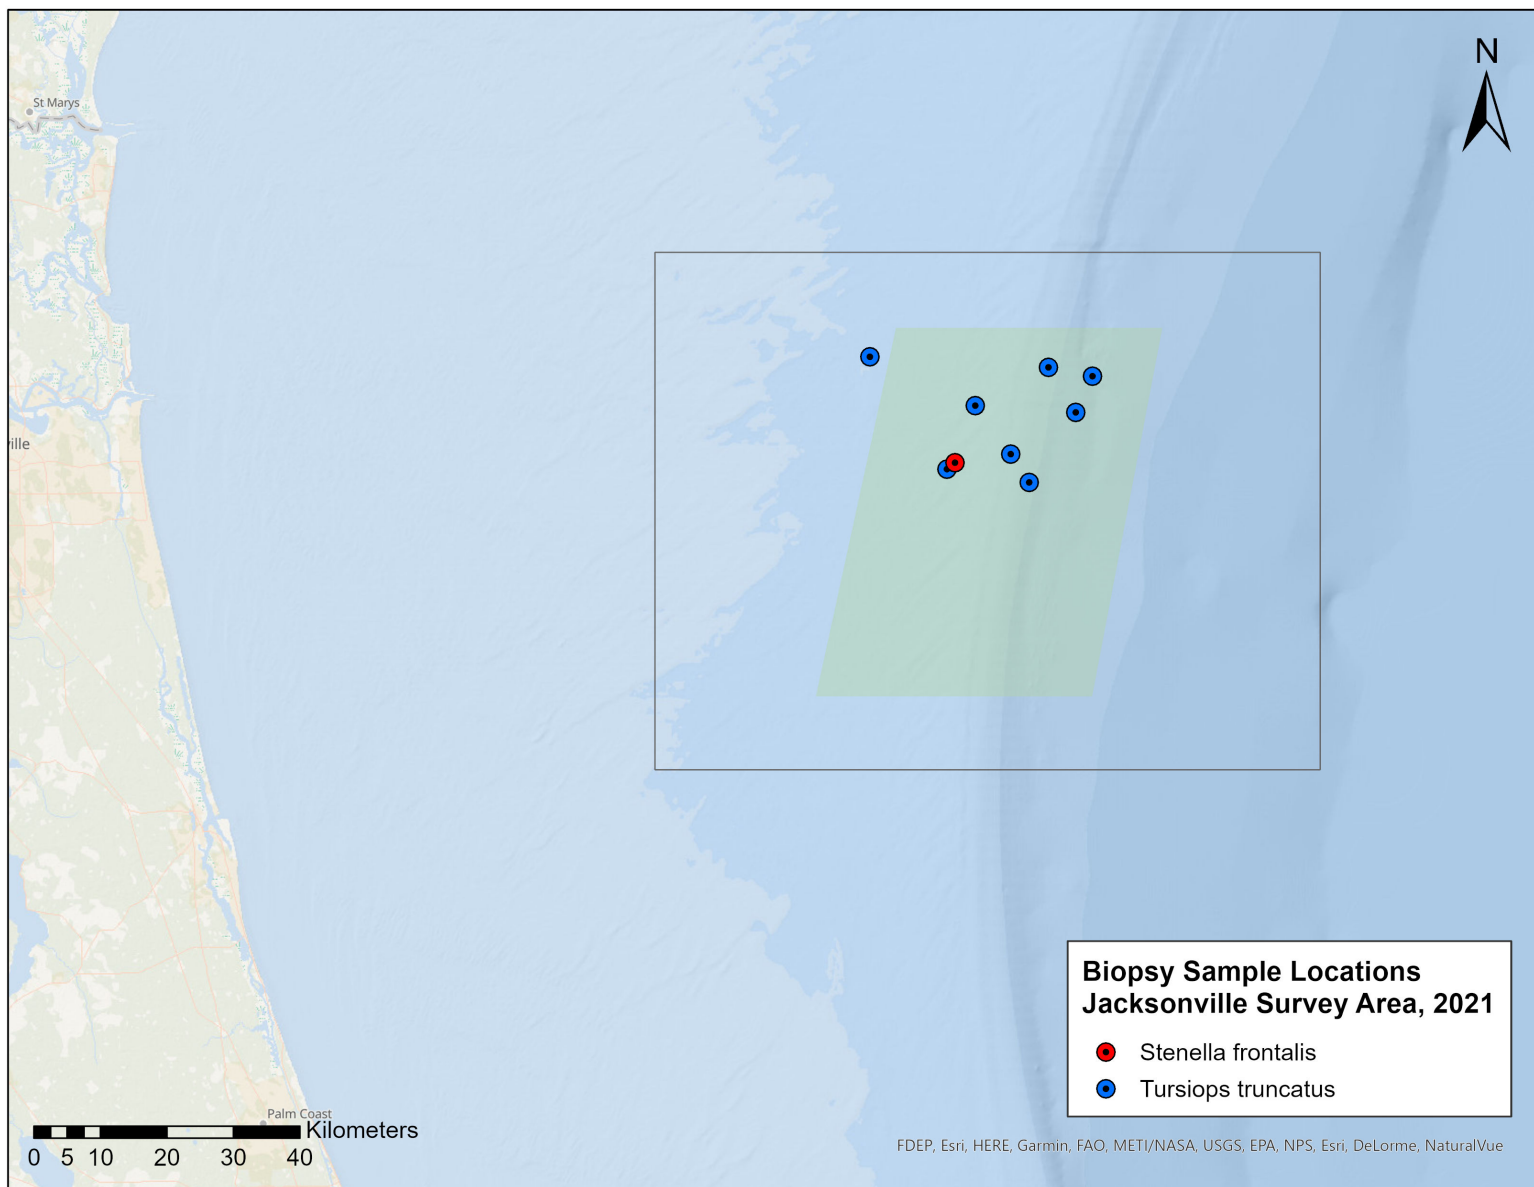 N
St Marys
ville
Biopsy Sample Locations
Jacksonville Survey Area, 2021
Stenella frontalis
Tursiops truncatus
Palm Coast
Kilometers
0 5 10 20 30 40
FDEP, Esri, HERE, Garmin, FAO, METI/NASA, USGS, EPA, NPS, Esri, DeLorme, NaturalVue